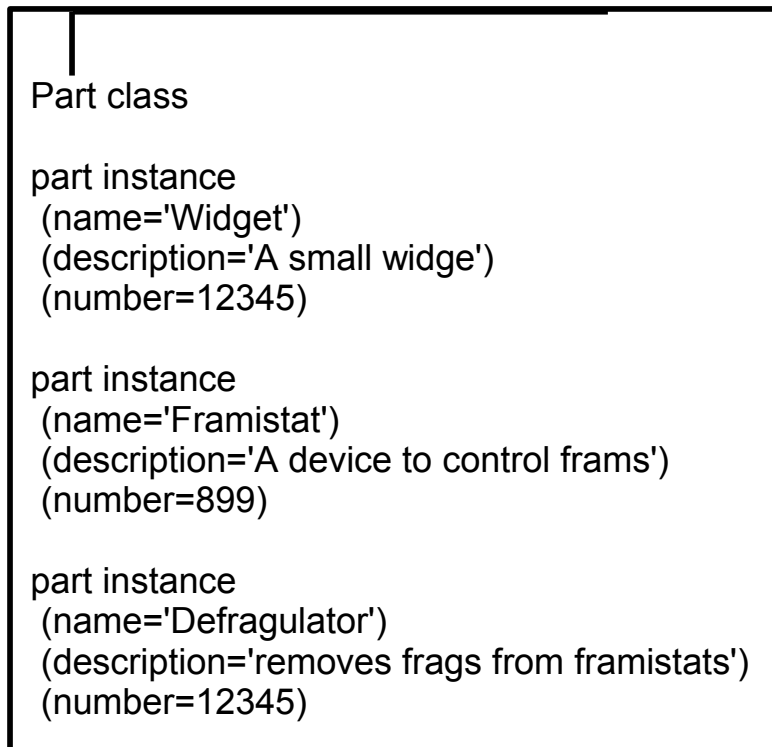 Part class
part instance
(name='Widget')
(description='A small widge')
(number=12345)
part instance
(name='Framistat')
(description='A device to control frams')
(number=899)
part instance
(name='Defragulator')
(description='removes frags from framistats')
(number=12345)